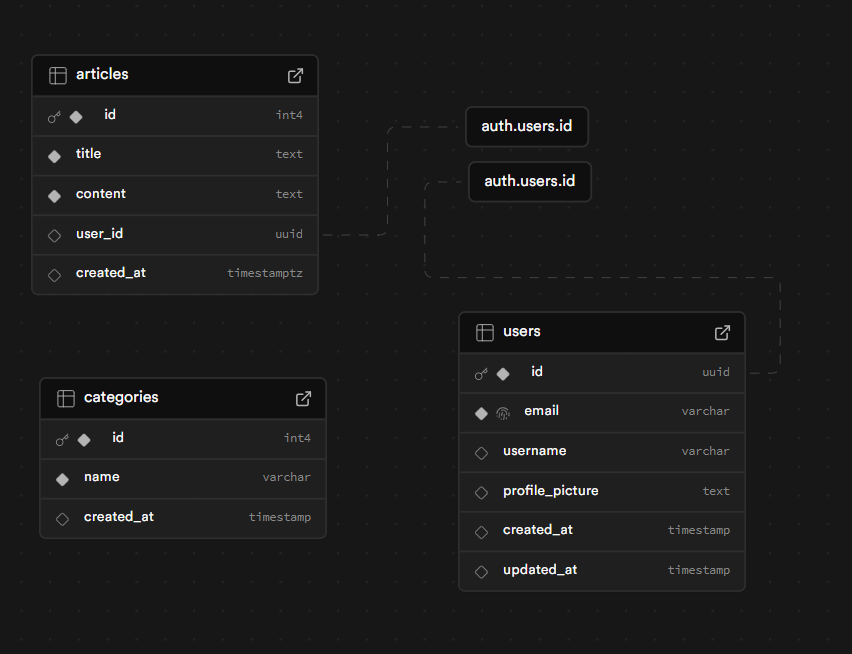 articles
id int4
title text
content text
user_id uuid
created_at timestamptz
auth.users.id
auth.users.id
users
id uuid
email varchar
username varchar
profile_picture text
created_at timestamp
updated_at timestamp
categories
id int4
name varchar
created_at timestamp